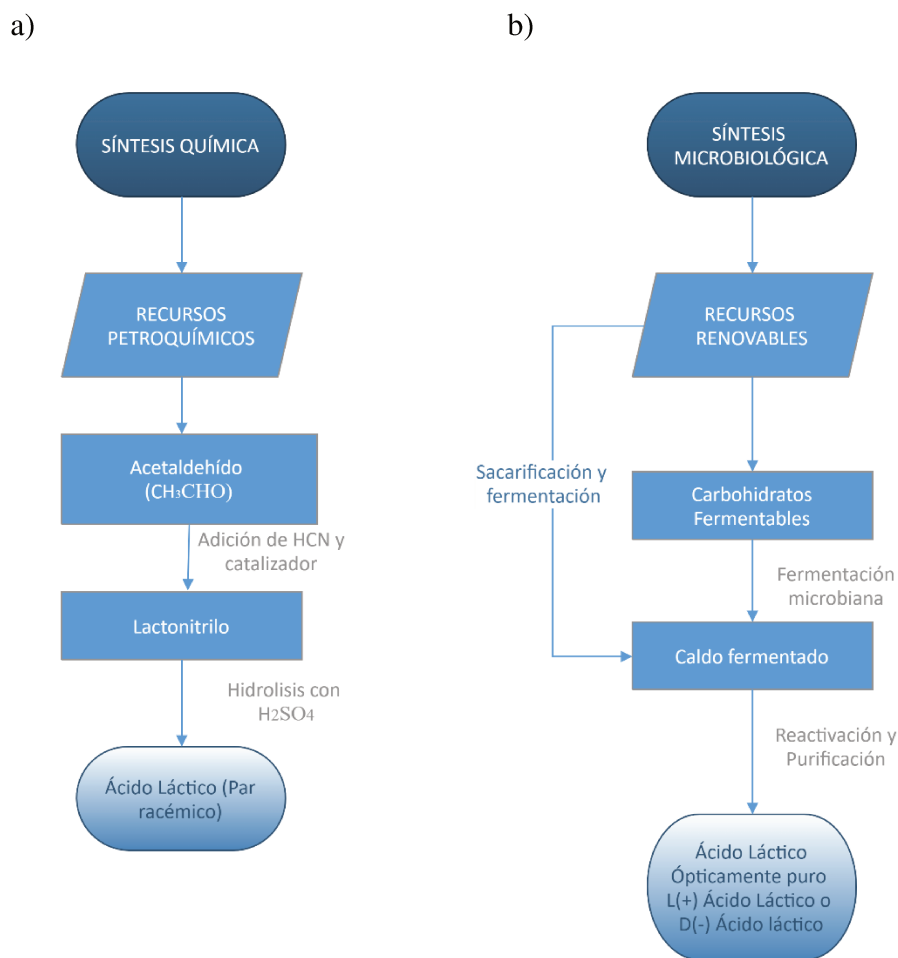 a)
SÍNTESIS QUÍMICA
RECURSOS
PETROQUÍMICOS
Acetaldehído
(CH₃CHO)
Adición de HCN y
catalizador
Lactonitrilo
Hidrolisis con
H2SO4
Ácido Láctico (Par
racémico)
b)
SÍNTESIS
MICROBIOLÓGICA
RECURSOS
RENOVABLES
Sacarificación y
fermentación
Carbohidratos
Fermentables
Fermentación
microbiana
Caldo fermentado
Reactivación y
Purificación
Ácido Láctico
Ópticamente puro
L(+) Ácido Láctico o
D(-) Ácido láctico